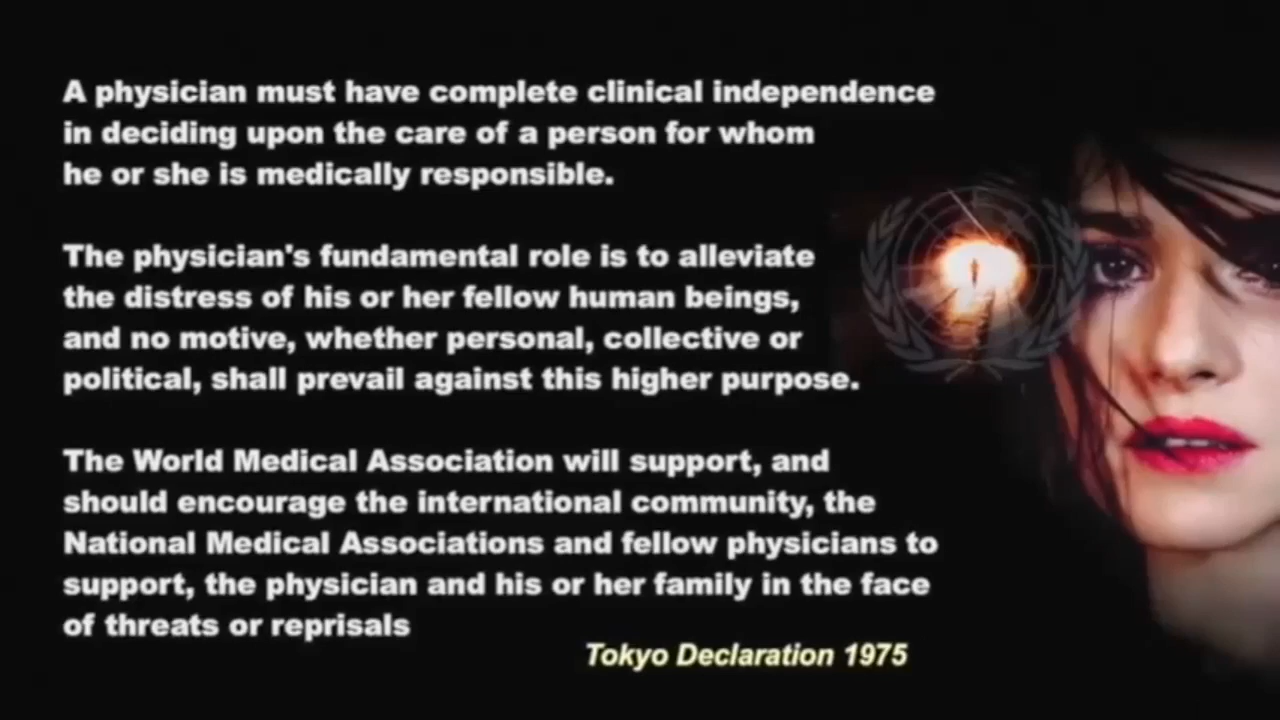 A physician must have complete clinical independence
in deciding upon the care of a person for whom
he or she is medically responsible.
The physician's fundamental role is to alleviate
the distress of his or her fellow human beings,
and no motive, whether personal, collective or
political, shall prevail against this higher purpose.
The World Medical Association will support, and
should encourage the international community, the
National Medical Associations and fellow physicians to
support, the physician and his or her family in the face
of threats or reprisals
Tokyo Declaration 1975